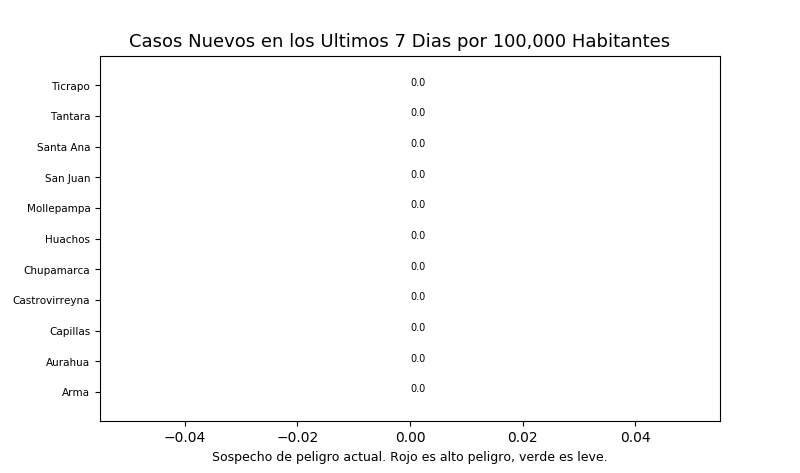 Casos Nuevos en los Ultimos 7 Dias por 100,000 Habitantes
Ticrapo 0.0
Tantara 0.0
Santa Ana 0.0
San Juan 0.0
Mollepampa 0.0
Huachos 0.0
Chupamarca 0.0
Castrovirreyna 0.0
Capillas 0.0
Aurahua 0.0
Arma 0.0
−0.04 −0.02 0.00 0.02 0.04
Sospecho de peligro actual. Rojo es alto peligro, verde es leve.